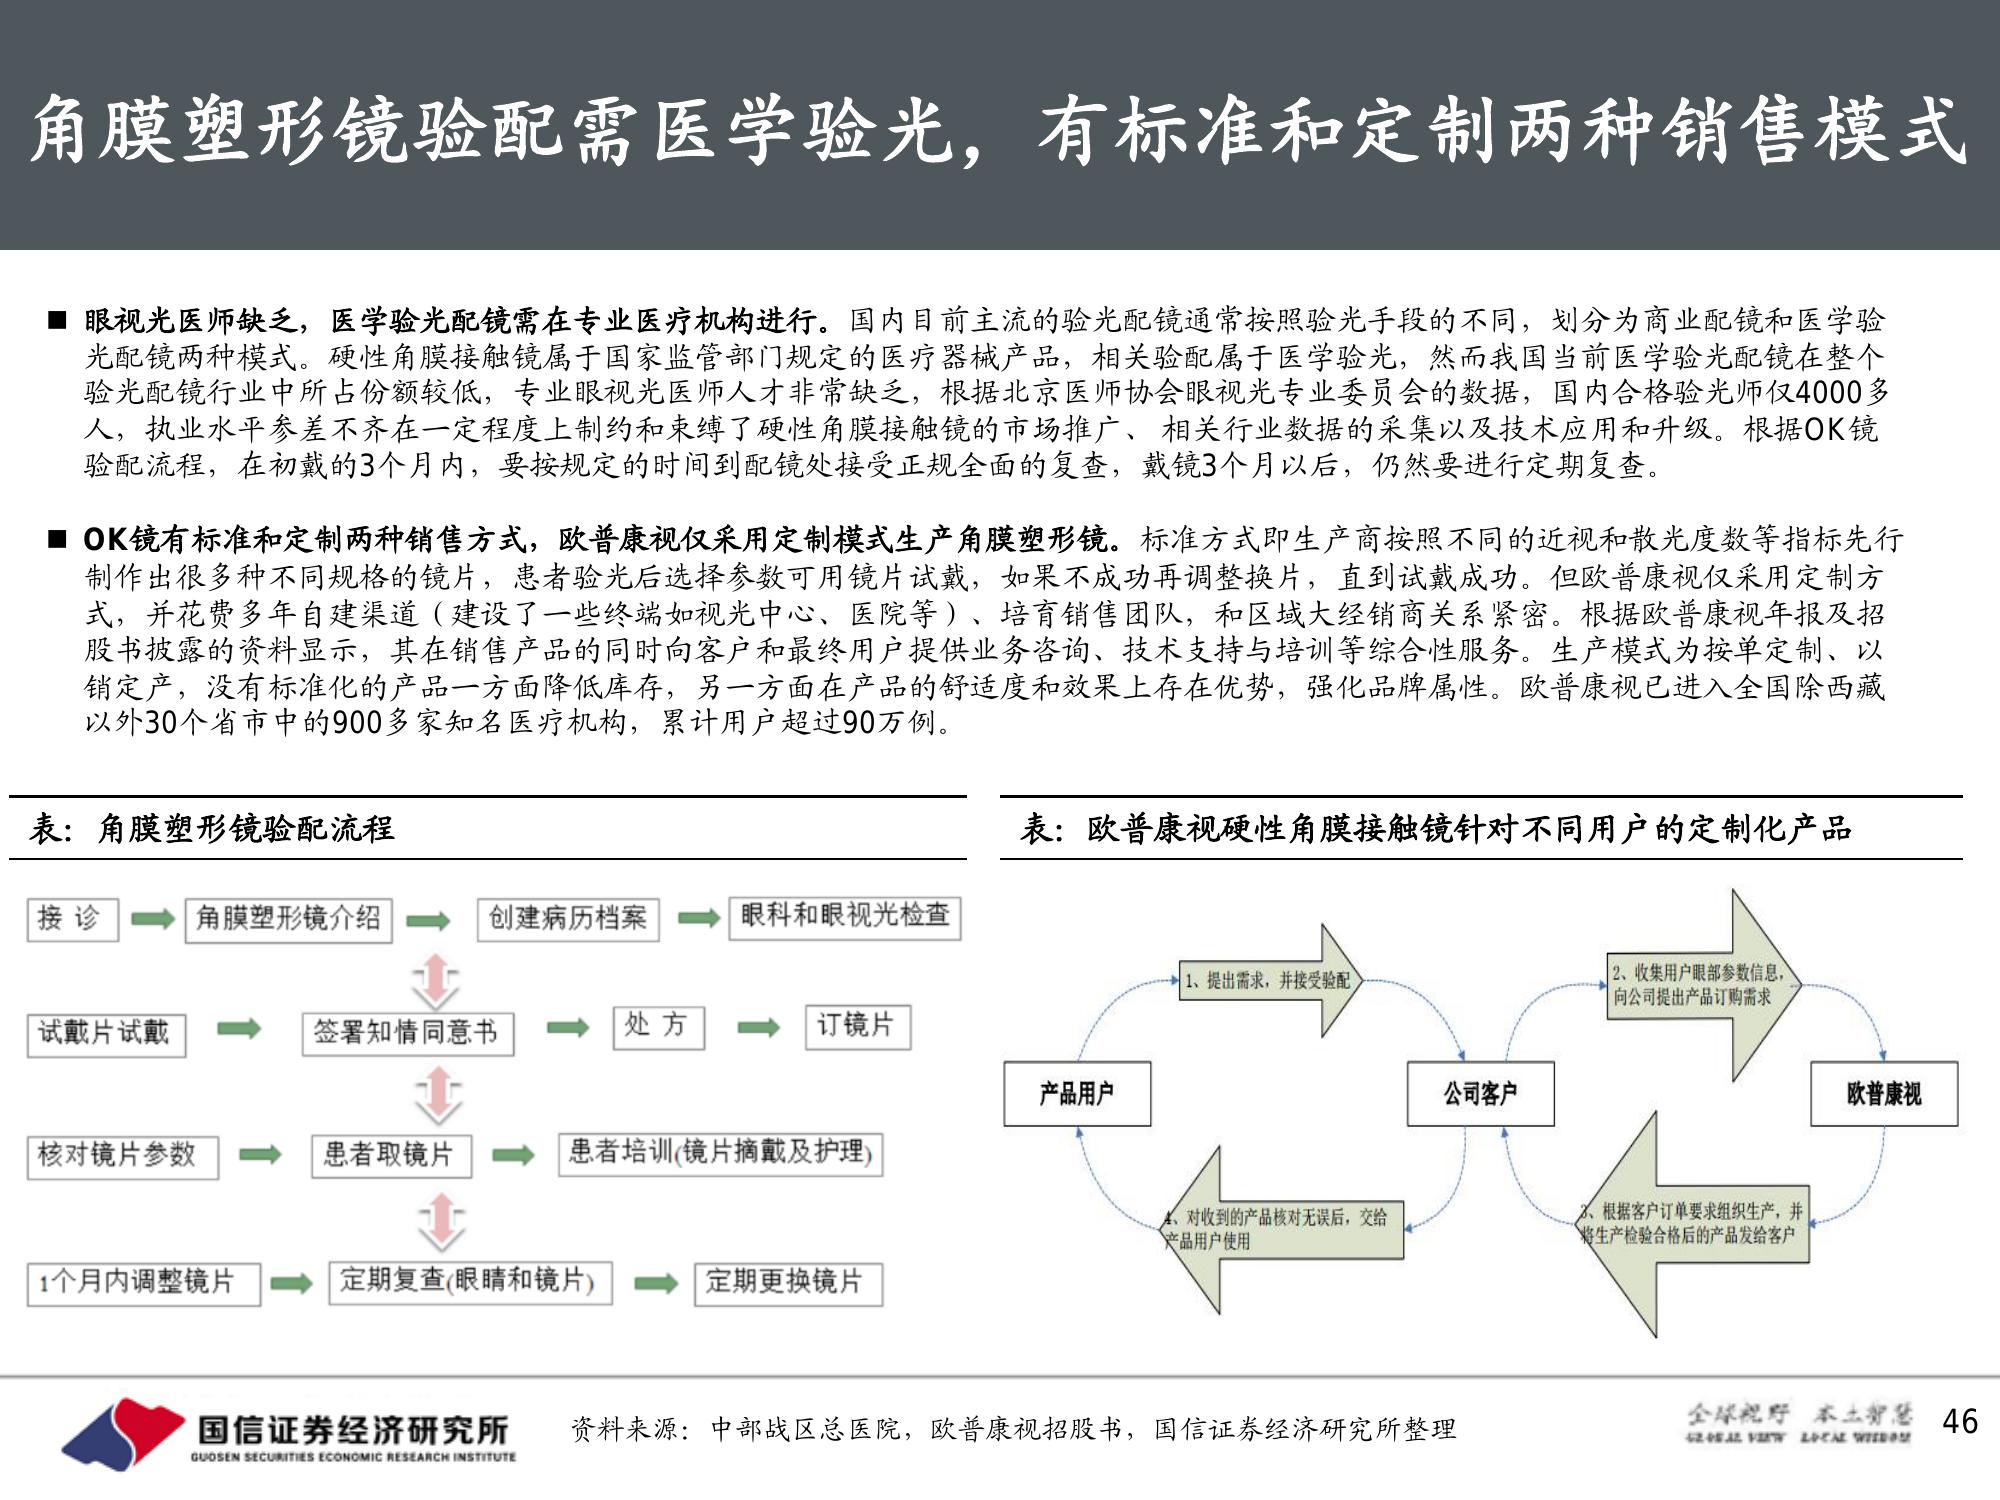 角膜塑形镜验配需医学验光，有标准和定制两种销售模式
■ 眼视光医师缺乏，医学验光配镜需在专业医疗机构进行。国内目前主流的验光配镜通常按照验光手段的不同，划分为商业配镜和医学验
光配镜两种模式。硬性角膜接触镜属于国家监管部门规定的医疗器械产品，相关验配属于医学验光，然而我国当前医学验光配镜在整个
验光配镜行业中所占份额较低，专业眼视光医师人才非常缺乏，根据北京医师协会眼视光专业委员会的数据，国内合格验光师仅4000多
人，执业水平参差不齐在一定程度上制约和束缚了硬性角膜接触镜的市场推广、 相关行业数据的采集以及技术应用和升级。根据OK镜
验配流程，在初戴的3个月内，要按规定的时间到配镜处接受正规全面的复查，戴镜3个月以后，仍然要进行定期复查。
■ OK镜有标准和定制两种销售方式，欧普康视仅采用定制模式生产角膜塑形镜。标准方式即生产商按照不同的近视和散光度数等指标先行
制作出很多种不同规格的镜片，患者验光后选择参数可用镜片试戴，如果不成功再调整换片，直到试戴成功。但欧普康视仅采用定制方
式，并花费多年自建渠道（建设了一些终端如视光中心、医院等）、培育销售团队，和区域大经销商关系紧密。根据欧普康视年报及招
股书披露的资料显示，其在销售产品的同时向客户和最终用户提供业务咨询、技术支持与培训等综合性服务。生产模式为按单定制、以
销定产，没有标准化的产品一方面降低库存，另一方面在产品的舒适度和效果上存在优势，强化品牌属性。欧普康视已进入全国除西藏
以外30个省市中的900多家知名医疗机构，累计用户超过90万例。
表：角膜塑形镜验配流程
接 诊
角膜塑形镜介绍
创建病历档案
眼科和眼视光检查
试戴片试戴
签署知情同意书
处 方
订镜片
核对镜片参数
患者取镜片
患者培训(镜片摘戴及护理)
1个月内调整镜片
定期复查(眼睛和镜片)
定期更换镜片
表：欧普康视硬性角膜接触镜针对不同用户的定制化产品
1、提出需求，并接受验配
2、收集用户眼部参数信息，
向公司提出产品订购需求
产品用户
公司客户
欧普康视
4、对收到的产品核对无误后，交给
产品用户使用
3、根据客户订单要求组织生产，并
将生产检验合格后的产品发给客户
国信证券经济研究所
GUOSEN SECURITIES ECONOMIC RESEARCH INSTITUTE
资料来源：中部战区总医院，欧普康视招股书，国信证券经济研究所整理
全球视野 本土智慧
GLOBAL VIEW LOCAL WISDOM
46